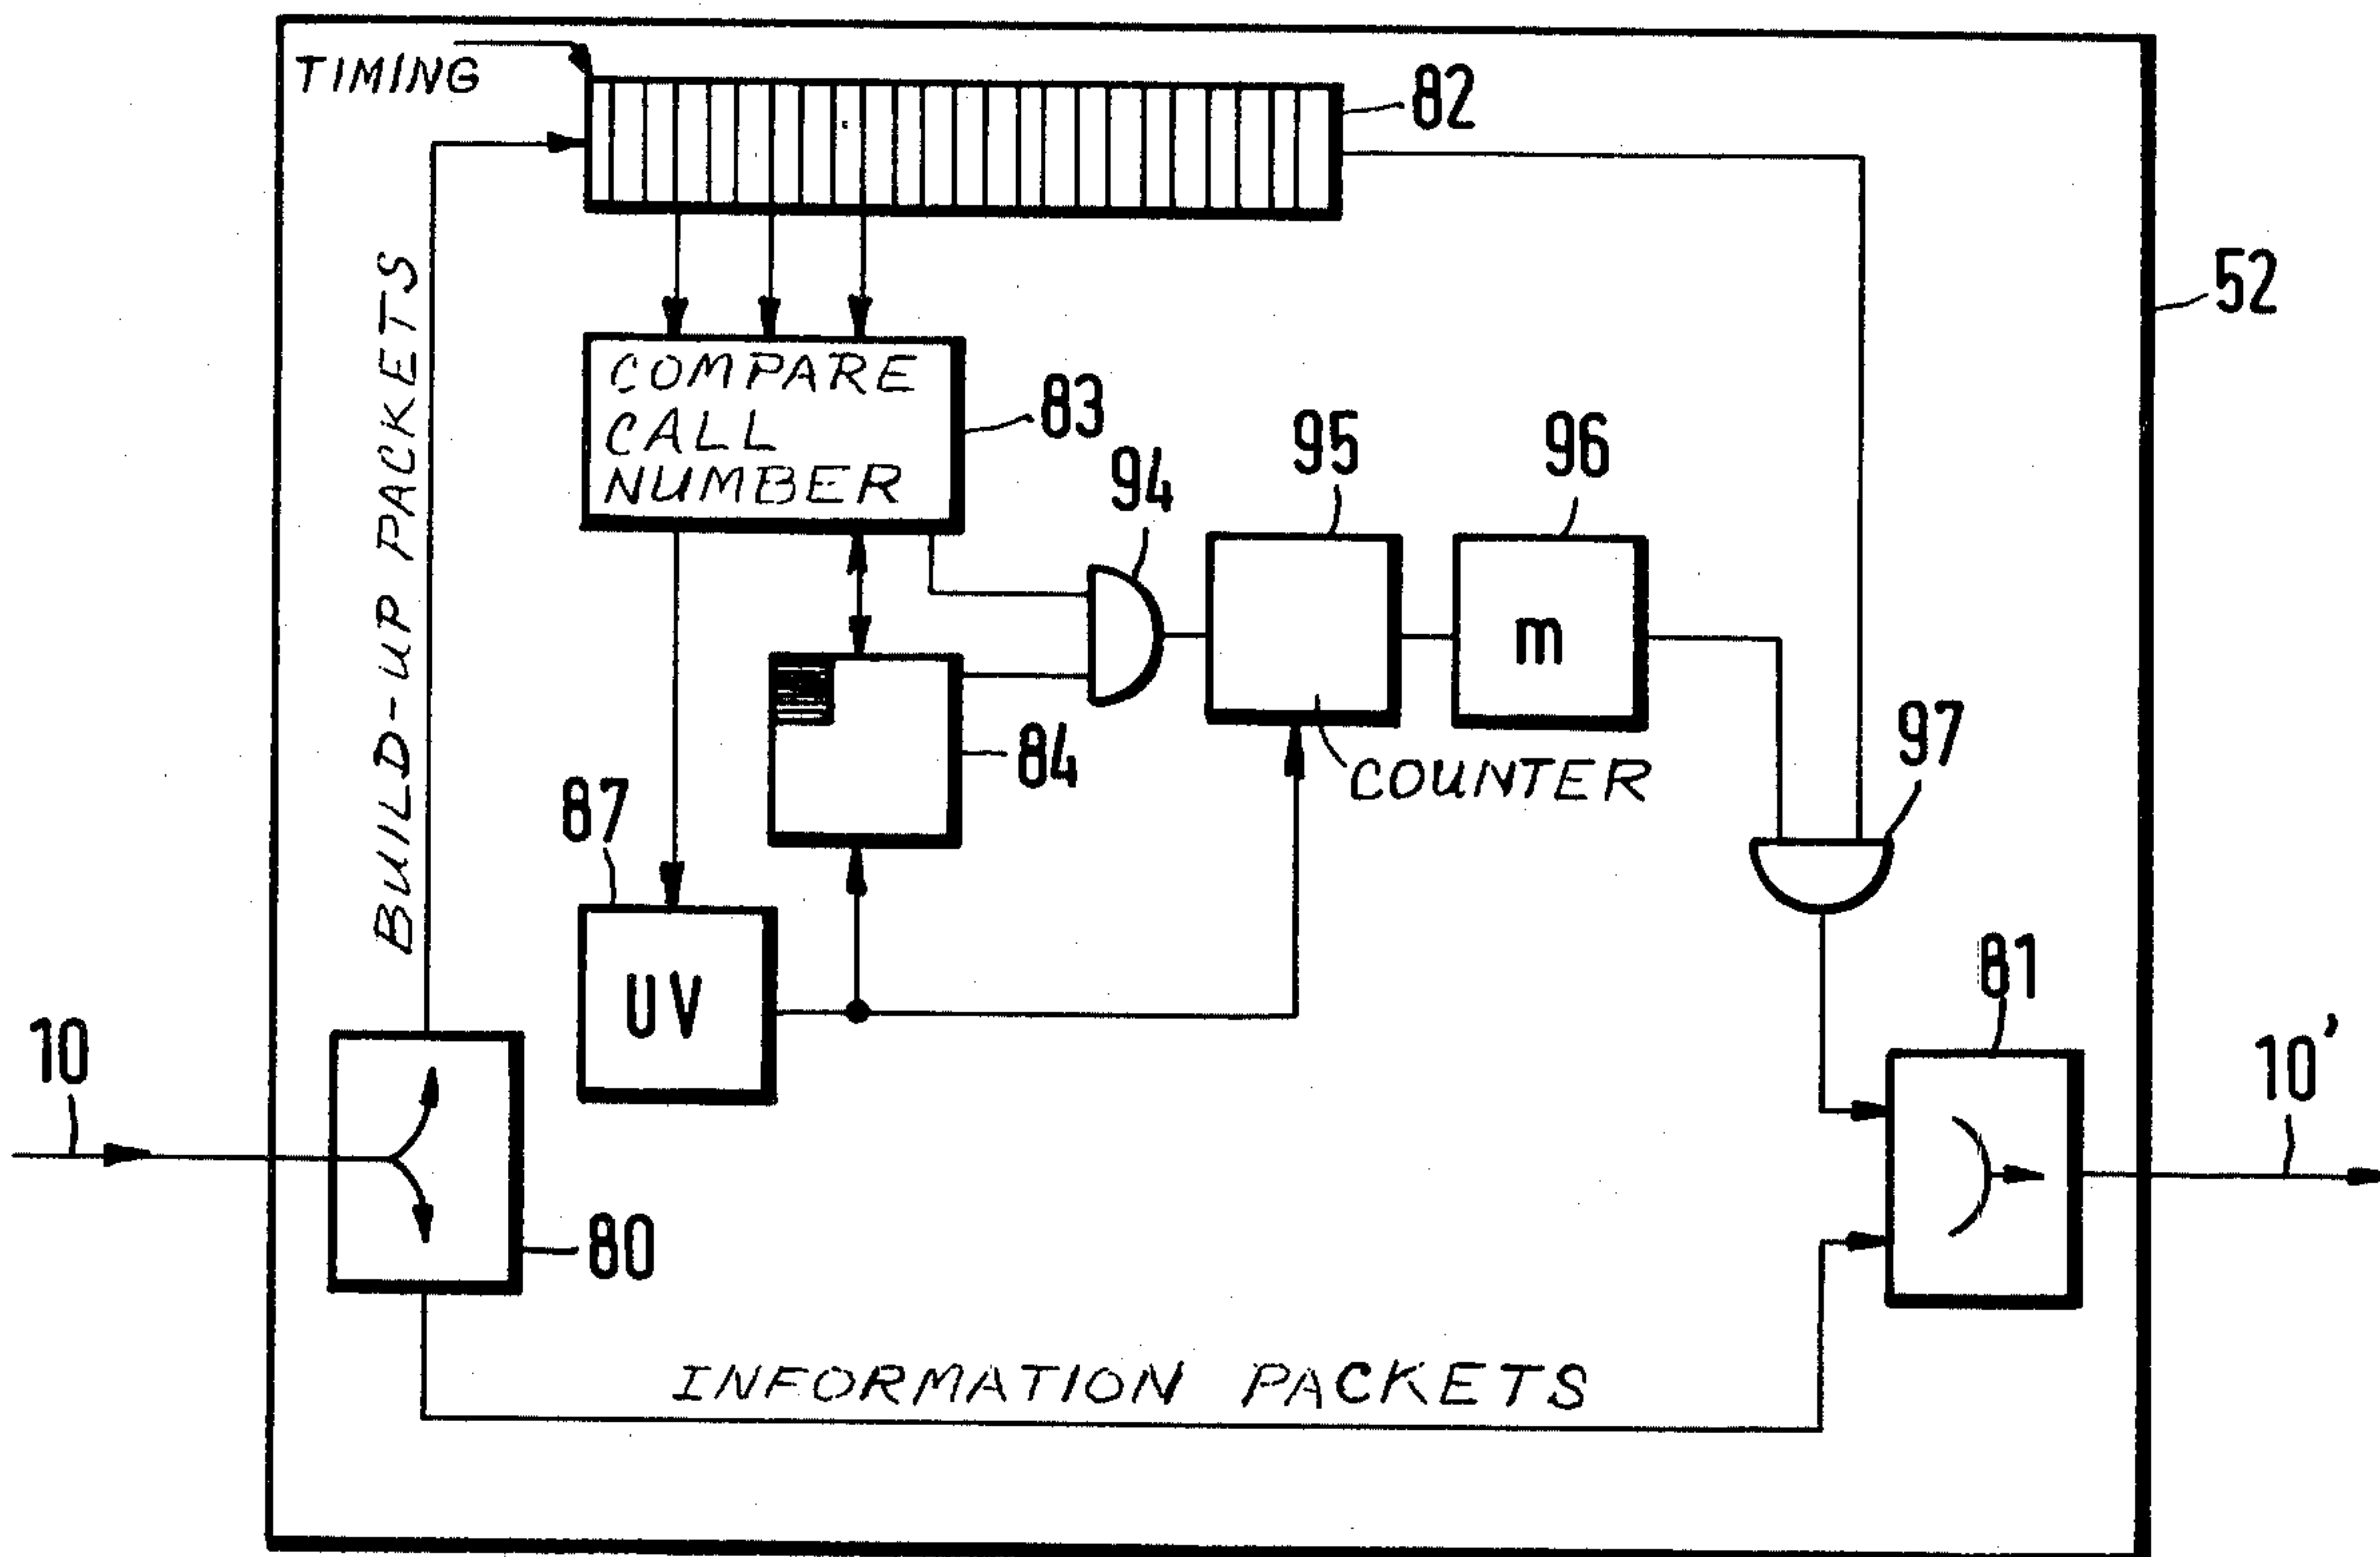 TIMING
82
52
BUILD-UP PACKETS
COMPARE
CALL
NUMBER
83
94
95
96
m
84
COUNTER
97
87
UV
81
10
10'
80
INFORMATION PACKETS